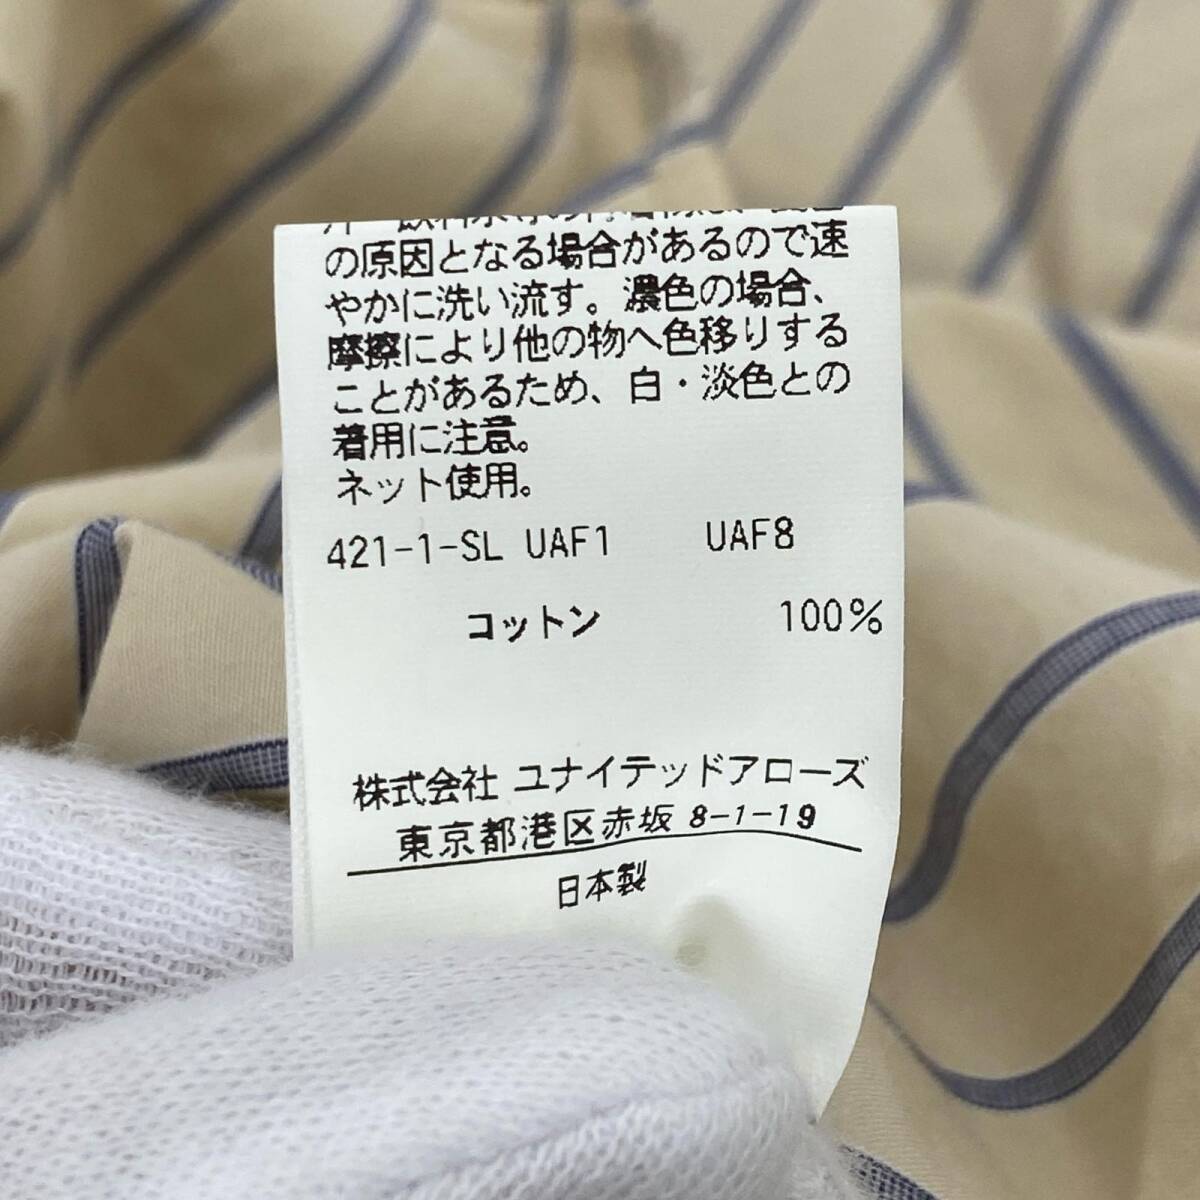 の原因となる場合があるので速
やかに洗い流す。濃色の場合、
摩擦により他の物へ色移りする
ことがあるため、白・淡色との
着用に注意。
ネット使用。
421-1-SL UAF1 UAF8
コットン 100%
株式会社 ユナイテッドアローズ
東京都港区赤坂 8-1-19
日本製